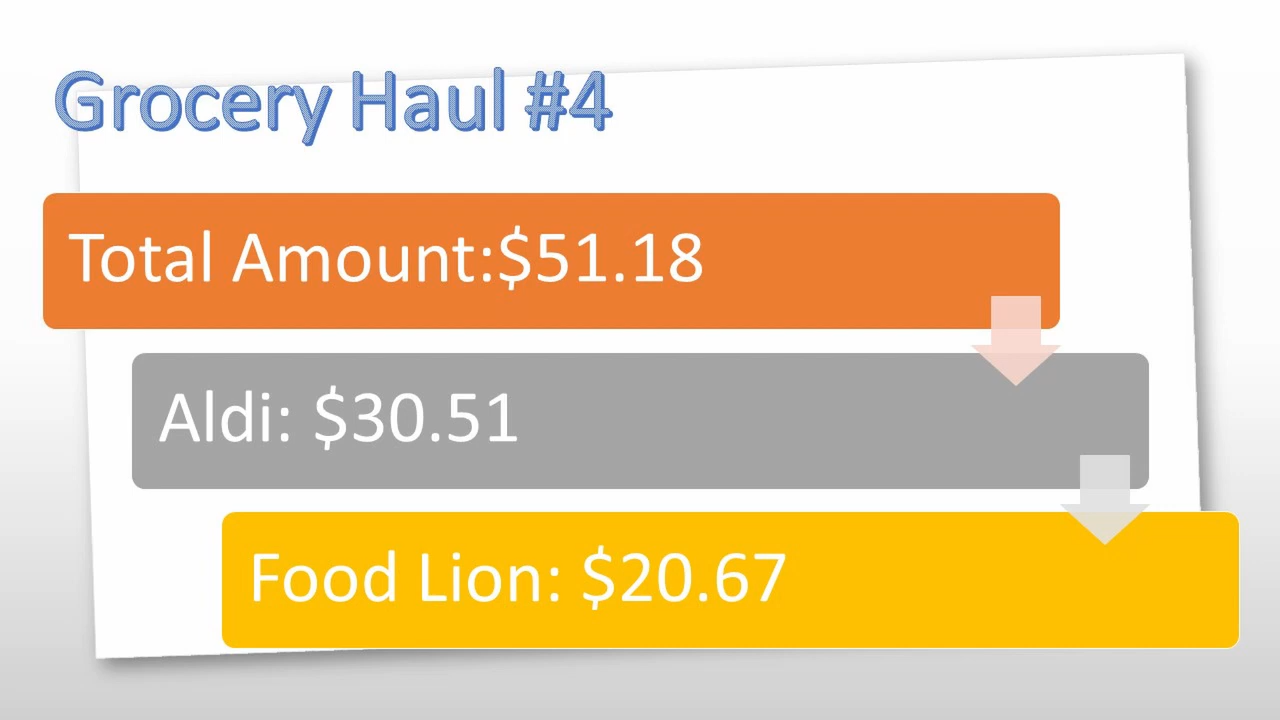 Grocery Haul #4
Total Amount:$51.18
Aldi: $30.51
Food Lion: $20.67